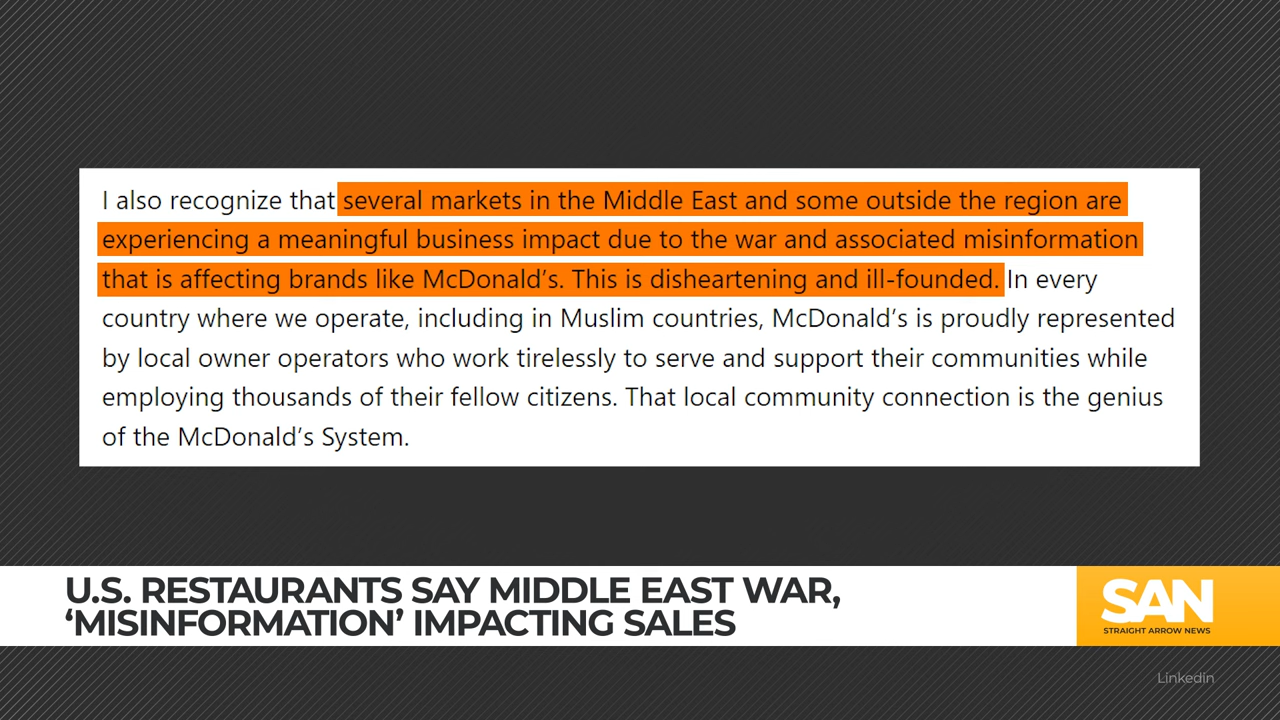 I also recognize that several markets in the Middle East and some outside the region are
experiencing a meaningful business impact due to the war and associated misinformation
that is affecting brands like McDonald’s. This is disheartening and ill-founded. In every
country where we operate, including in Muslim countries, McDonald’s is proudly represented
by local owner operators who work tirelessly to serve and support their communities while
employing thousands of their fellow citizens. That local community connection is the genius
of the McDonald’s System.
U.S. RESTAURANTS SAY MIDDLE EAST WAR,
‘MISINFORMATION’ IMPACTING SALES
SAN
STRAIGHT ARROW NEWS
Linkedin